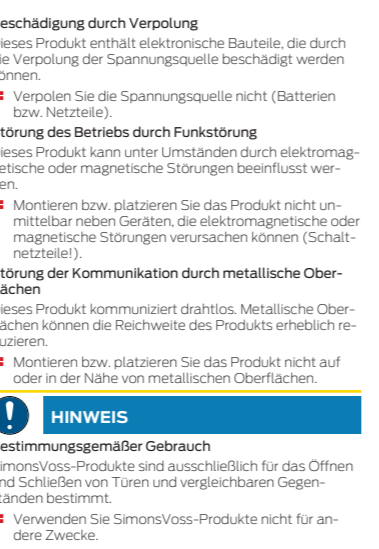 eschädigung durch Verpolung
ieses Produkt enthält elektronische Bauteile, die durch
ie Verpolung der Spannungsquelle beschädigt werden
önnen.
Verpolen Sie die Spannungsquelle nicht (Batterien
bzw. Netzteile).
törung des Betriebs durch Funkstörung
ieses Produkt kann unter Umständen durch elektromag-
etische oder magnetische Störungen beeinflusst wer-
en.
Montieren bzw. platzieren Sie das Produkt nicht un-
mittelbar neben Geräten, die elektromagnetische oder
magnetische Störungen verursachen können (Schalt-
netzteile!).
törung der Kommunikation durch metallische Ober-
ächen
ieses Produkt kommuniziert drahtlos. Metallische Ober-
ächen können die Reichweite des Produkts erheblich re-
uzieren.
Montieren bzw. platzieren Sie das Produkt nicht auf
oder in der Nähe von metallischen Oberflächen.
HINWEIS
estimmungsgemäßer Gebrauch
imonsVoss-Produkte sind ausschließlich für das Öffnen
nd Schließen von Türen und vergleichbaren Gegen-
tänden bestimmt.
Verwenden Sie SimonsVoss-Produkte nicht für an-
dere Zwecke.